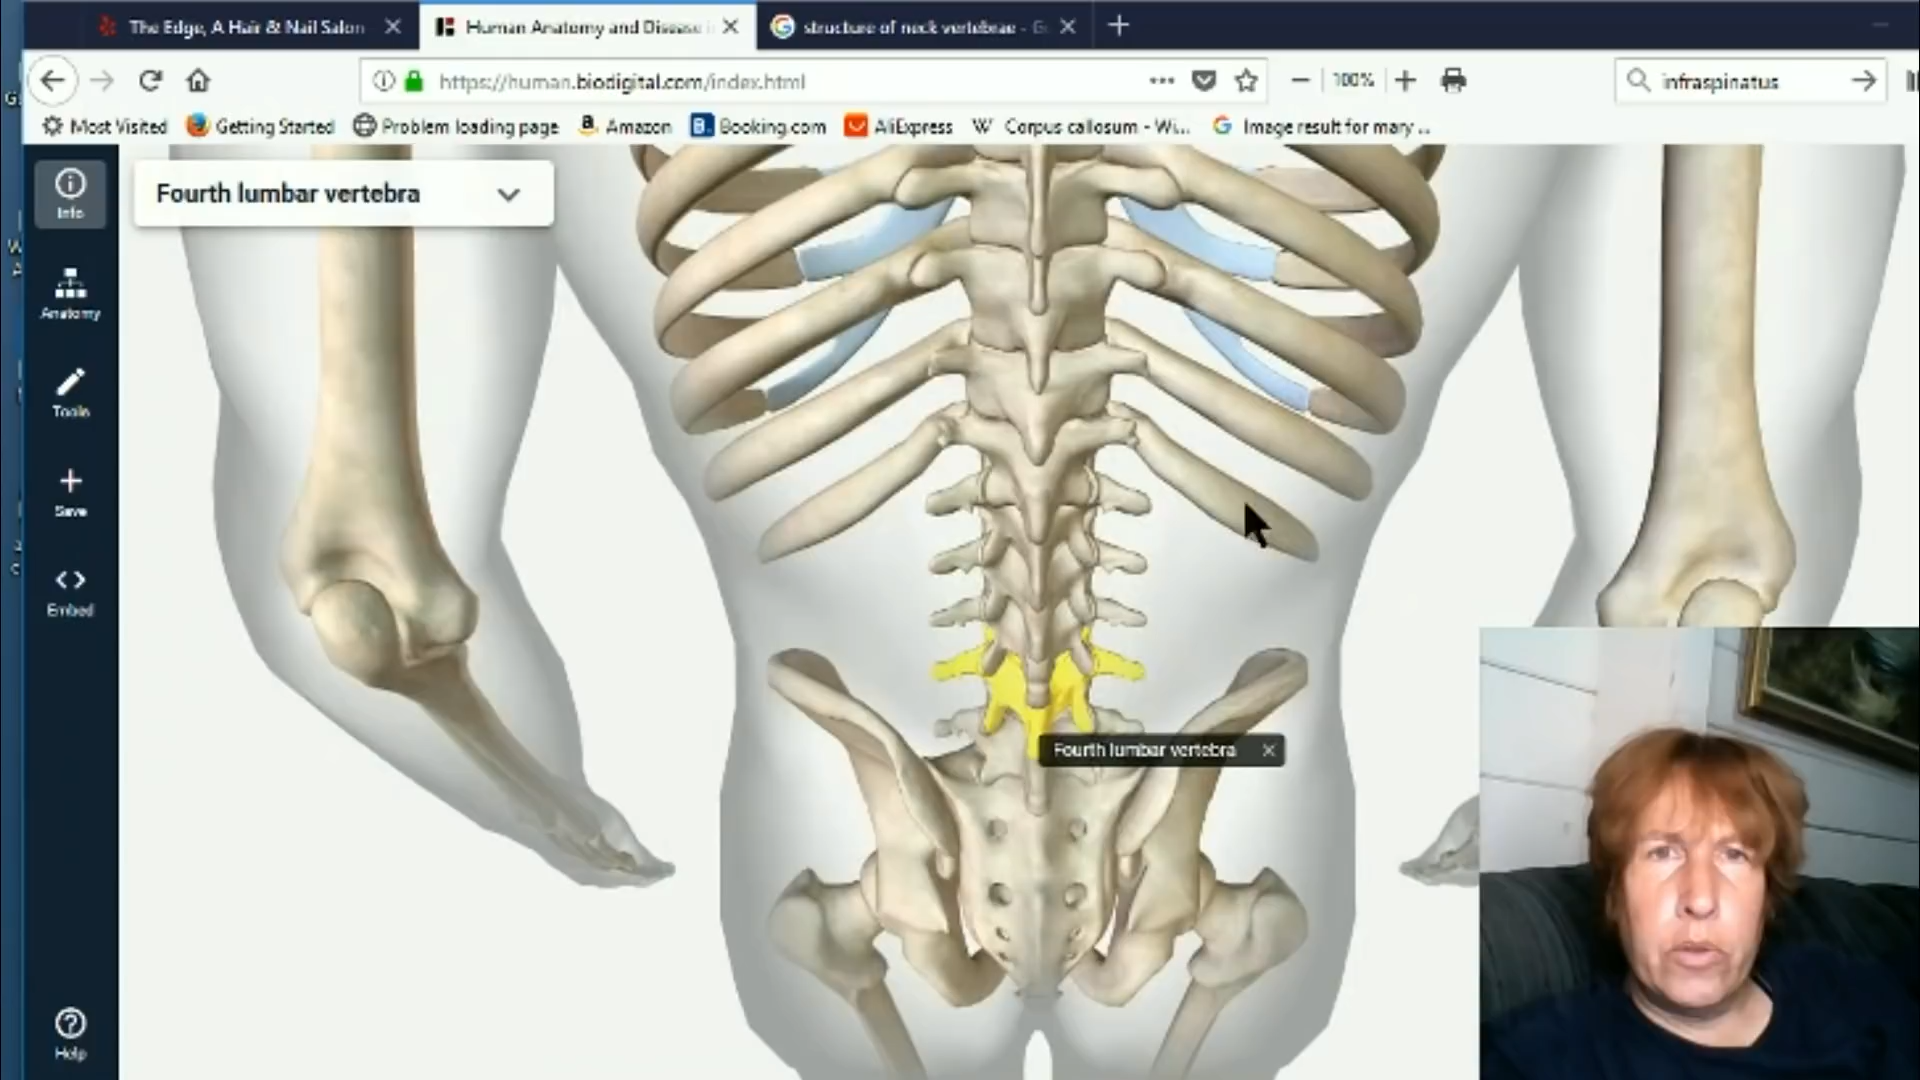 The Edge, A Hair & Nail Salon
Human Anatomy and Disease i
structure of neck vertebrae - G
https://human.biodigital.com/index.html
100%
infraspinatus
Most Visited
Getting Started
Problem loading page
Amazon
Booking.com
AliExpress
W Corpus callosum - Wi...
Image result for mary ...
Info
Fourth lumbar vertebra
Anatomy
Tools
Save
Embed
Fourth lumbar vertebra
Help